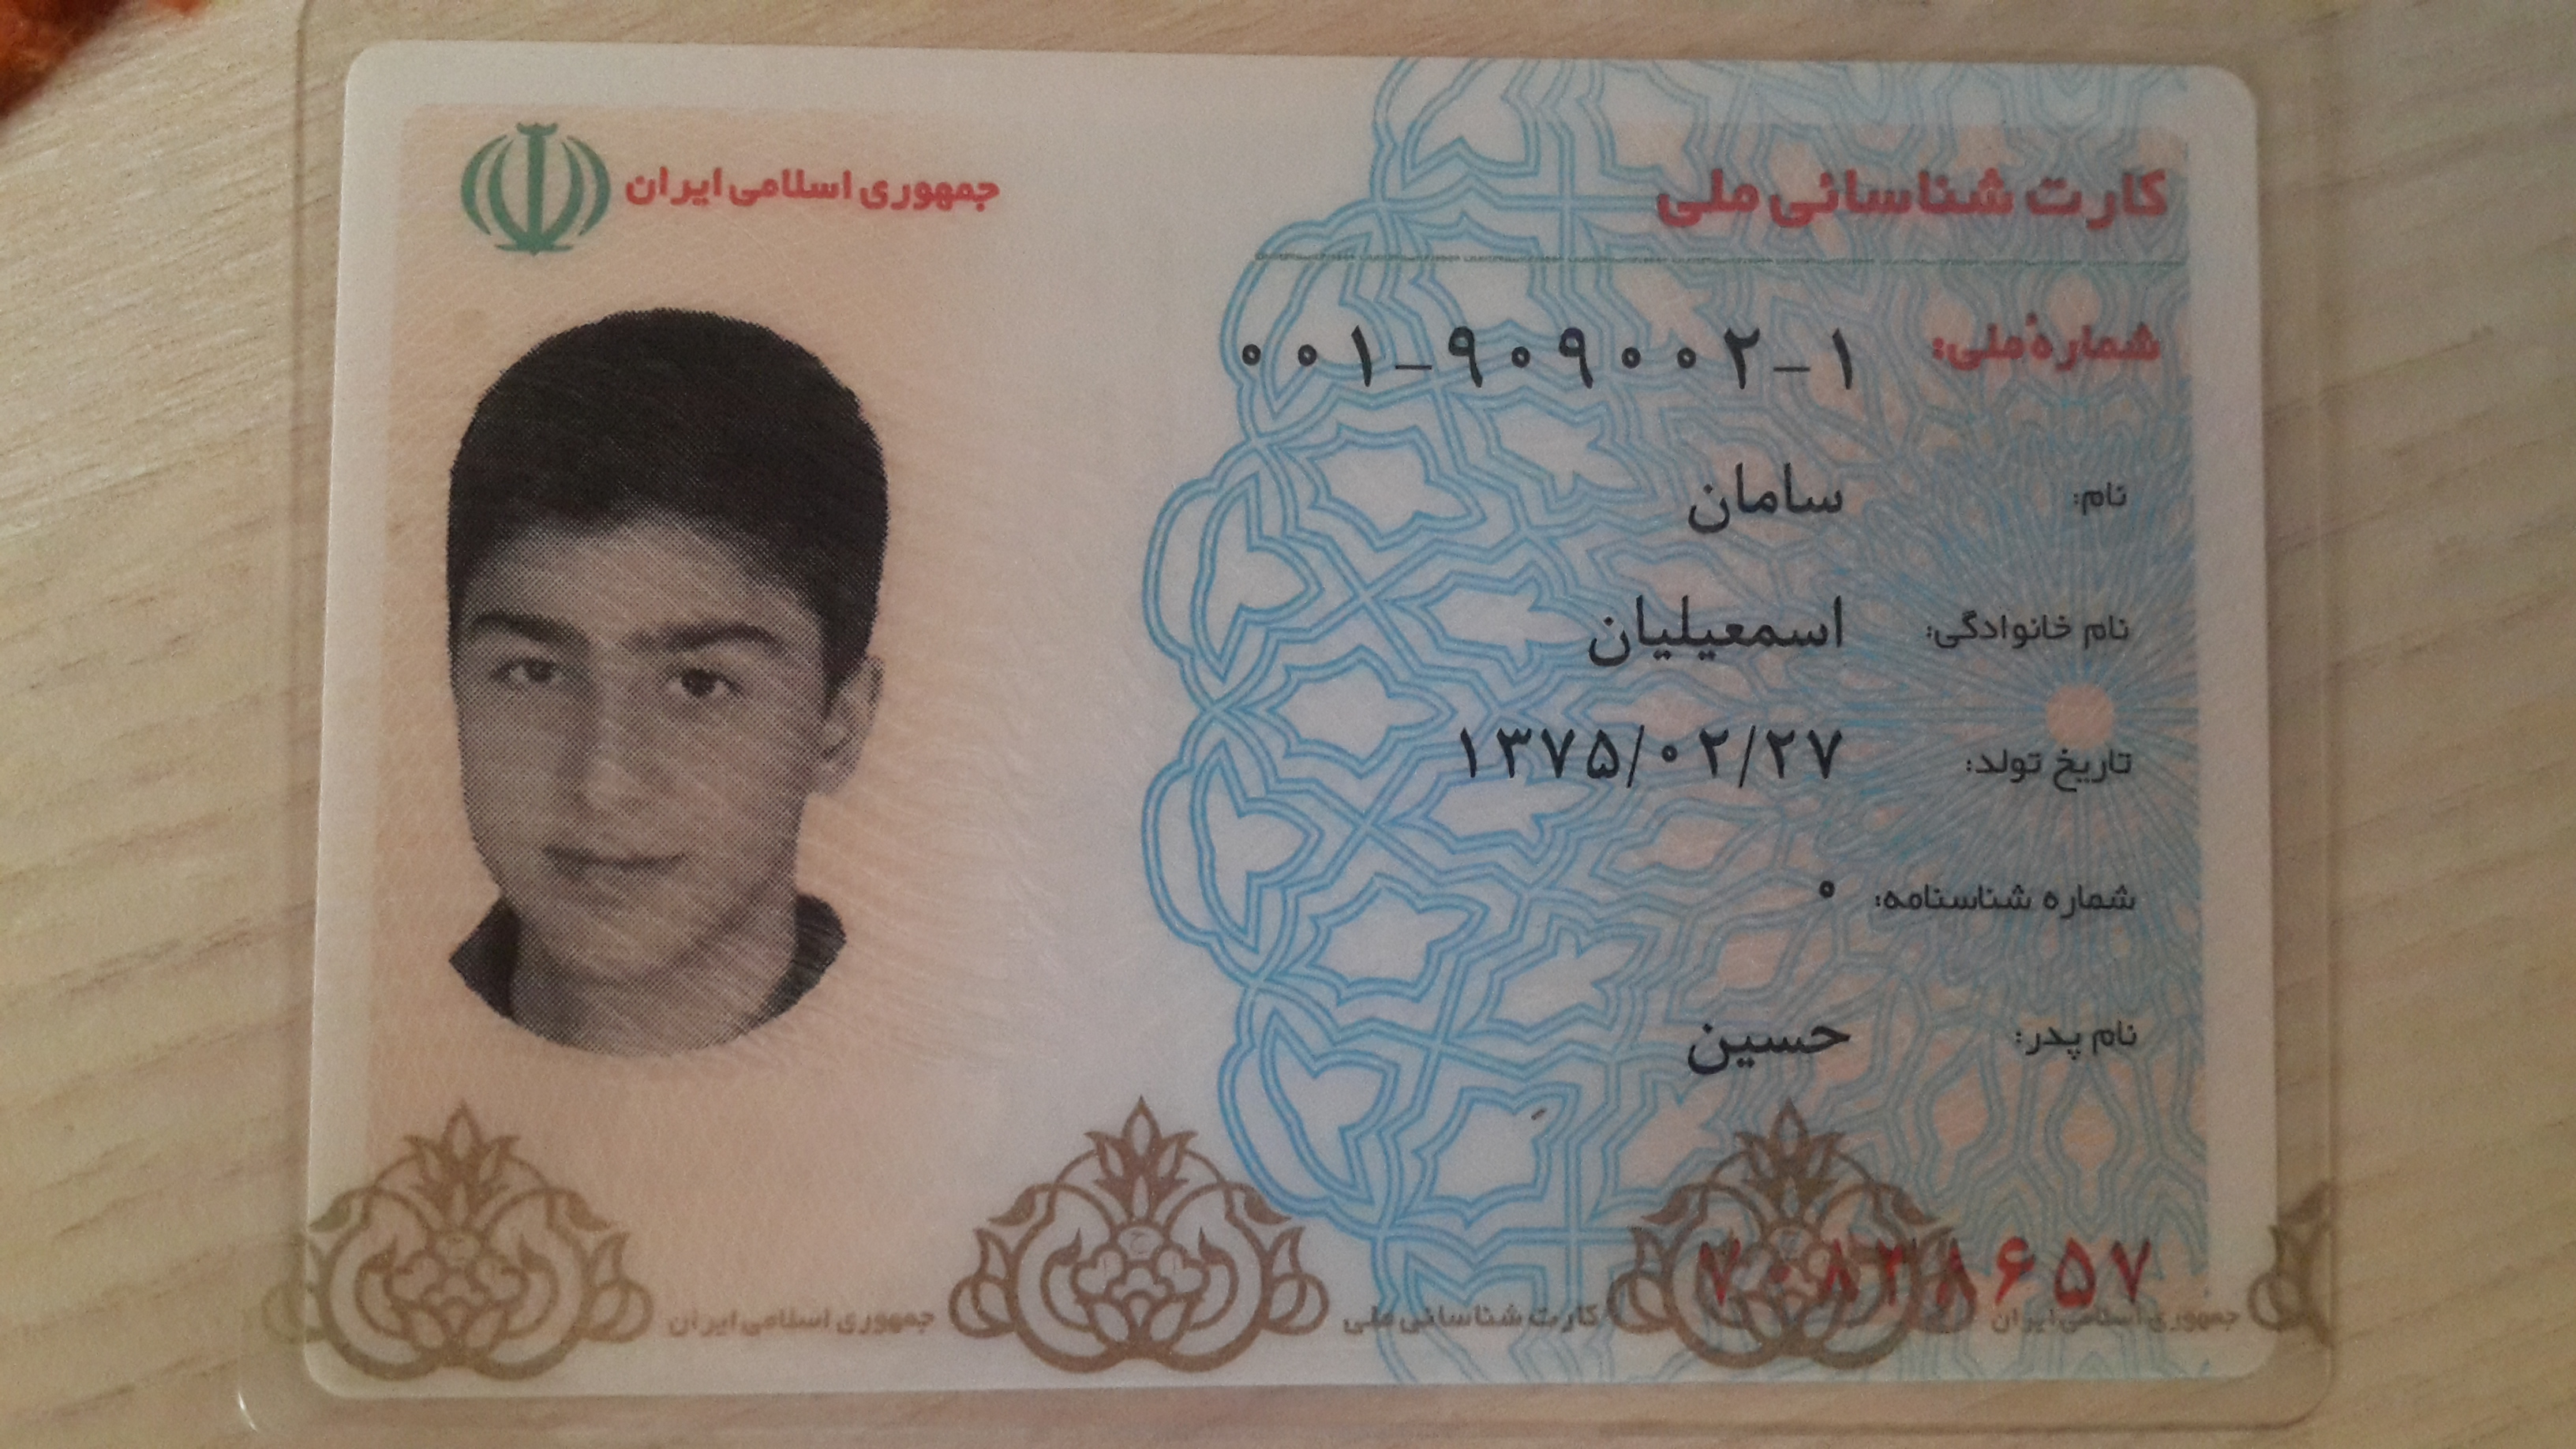 جمهوری اسلامی ایران
کارت شناسائی ملی
شمارهٔ ملی: ۰۰۱-۹۰۹۰۰۲-۱
نام: سامان
نام خانوادگی: اسمعیلیان
تاریخ تولد: ۱۳۷۵/۰۲/۲۷
شماره شناسنامه: ۰
نام پدر: حسین
۷۰۸۳۸۶۵۷
جمهوری اسلامی ایران کارت شناسائی ملی جمهوری اسلامی ایران